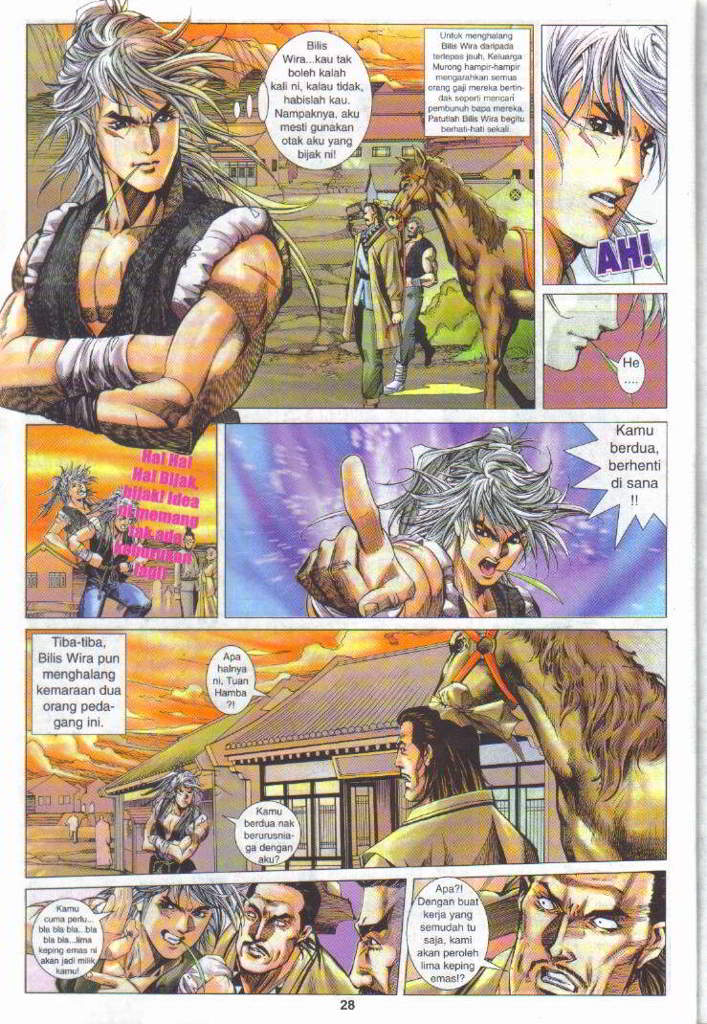 Bilis
Wira...kau tak
boleh kalah
kali ni, kalau tidak,
habislah kau.
Nampaknya, aku
mesti gunakan
otak aku yang
bijak ni!
Untuk menghalang
Bilis Wira daripada
terlepas jauh, Keluarga
Murong hampir-hampir
mengarahkan semua
orang gaji mereka bertin-
dak seperti mencari
pembunuh bapa mereka.
Patutlah Bilis Wira begitu
berhati-hati sekali.
AH!
He
....
Ha! Ha!
Ha! Bijak,
bijak! Idea
di memang
tak ada
lagi!
Kamu
berdua,
berhenti
di sana
!!
Tiba-tiba,
Bilis Wira pun
menghalang
kemaraan dua
orang peda-
gang ini.
Apa
halnya
ni, Tuan
Hamba
?!
Kamu
berdua nak
berurusnia-
ga dengan
aku?
Kamu
cuma perlu...
bla bla bla...bla
bla bla...lima
keping emas ni
akan jadi milik
kamu!
Apa?!
Dengan buat
kerja yang
semudah tu
saja, kami
akan peroleh
lima keping
emas!?
28